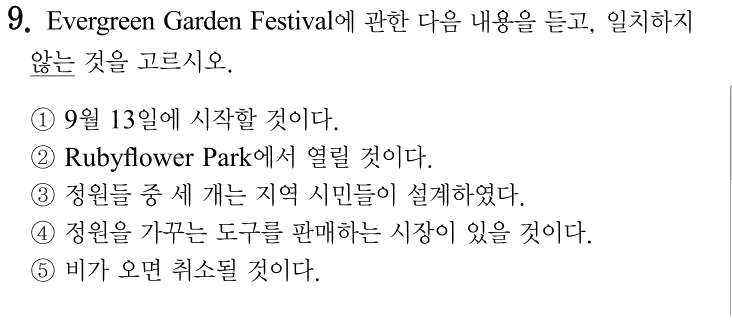 9. Evergreen Garden Festival에 관한 다음 내용을 듣고, 일치하지
않는 것을 고르시오.
① 9월 13일에 시작할 것이다.
② Rubyflower Park에서 열릴 것이다.
③ 정원들 중 세 개는 지역 시민들이 설계하였다.
④ 정원을 가꾸는 도구를 판매하는 시장이 있을 것이다.
⑤ 비가 오면 취소될 것이다.